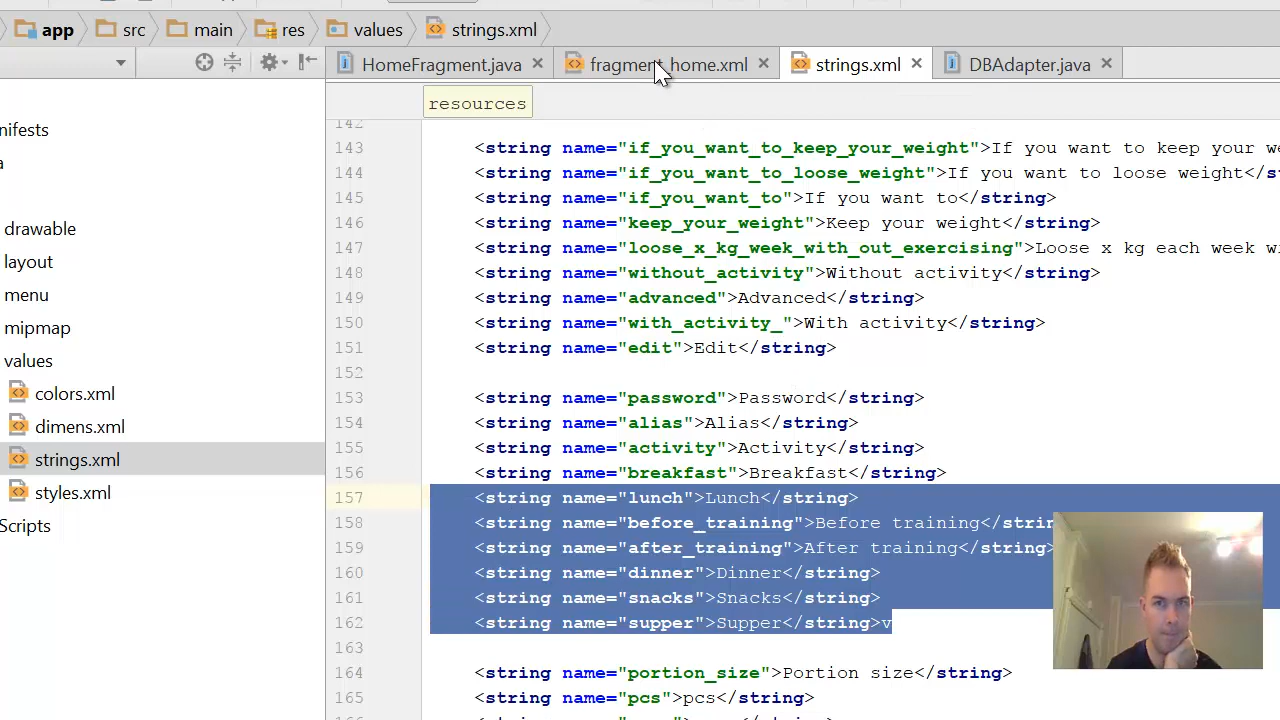 app src main res values strings.xml
HomeFragment.java fragment_home.xml strings.xml DBAdapter.java
resources
nifests
a
drawable
layout
menu
mipmap
values
colors.xml
dimens.xml
strings.xml
styles.xml
Scripts
142
143 <string name="if_you_want_to_keep_your_weight">If you want to keep your we
144 <string name="if_you_want_to_loose_weight">If you want to loose weight</s
145 <string name="if_you_want_to">If you want to</string>
146 <string name="keep_your_weight">Keep your weight</string>
147 <string name="loose_x_kg_week_with_out_exercising">Loose x kg each week wi
148 <string name="without_activity">Without activity</string>
149 <string name="advanced">Advanced</string>
150 <string name="with_activity_">With activity</string>
151 <string name="edit">Edit</string>
152
153 <string name="password">Password</string>
154 <string name="alias">Alias</string>
155 <string name="activity">Activity</string>
156 <string name="breakfast">Breakfast</string>
157 <string name="lunch">Lunch</string>
158 <string name="before_training">Before training</strin
159 <string name="after_training">After training</string>
160 <string name="dinner">Dinner</string>
161 <string name="snacks">Snacks</string>
162 <string name="supper">Supper</string>v
163
164 <string name="portion_size">Portion size</string>
165 <string name="pcs">pcs</string>